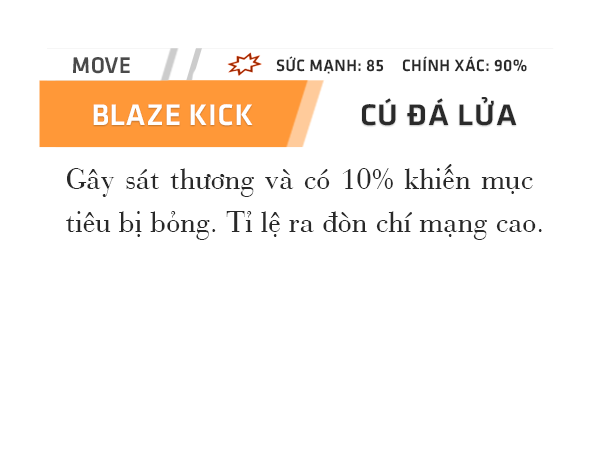 MOVE SỨC MẠNH: 85 CHÍNH XÁC: 90%
BLAZE KICK CÚ ĐÁ LỬA
Gây sát thương và có 10% khiến mục
tiêu bị bỏng. Tỉ lệ ra đòn chí mạng cao.